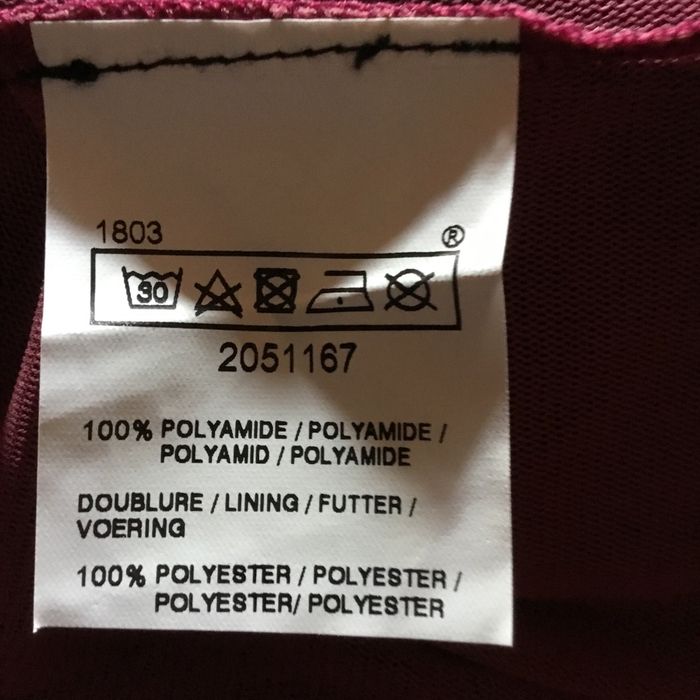 1803 ®
30
2051167
100% POLYAMIDE / POLYAMIDE /
POLYAMID / POLYAMIDE
DOUBLURE / LINING / FUTTER /
VOERING
100% POLYESTER / POLYESTER /
POLYESTER/ POLYESTER